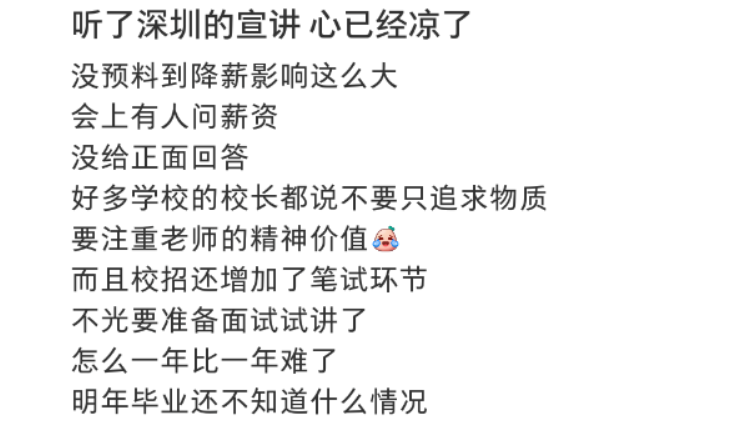 听了深圳的宣讲 心已经凉了
没预料到降薪影响这么大
会上有人问薪资
没给正面回答
好多学校的校长都说不要只追求物质
要注重老师的精神价值
而且校招还增加了笔试环节
不光要准备面试试讲了
怎么一年比一年难了
明年毕业还不知道什么情况